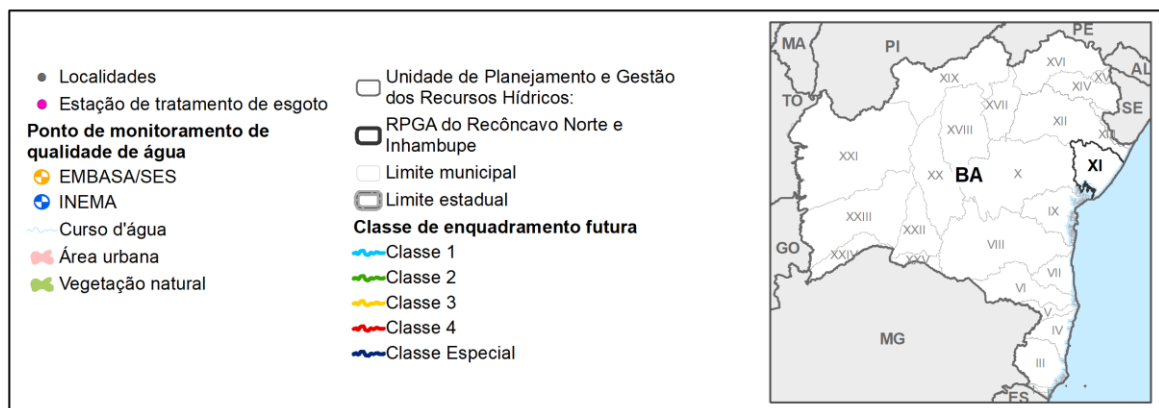 Localidades
Estação de tratamento de esgoto
Ponto de monitoramento de
qualidade de água
EMBASA/SES
INEMA
Curso d'água
Área urbana
Vegetação natural
Unidade de Planejamento e Gestão
dos Recursos Hídricos:
RPGA do Recôncavo Norte e
Inhambupe
Limite municipal
Limite estadual
Classe de enquadramento futura
Classe 1
Classe 2
Classe 3
Classe 4
Classe Especial
PE
MA
PI
XVI
AL
XIX
XV
XIV
TO
XVII
SE
XII
XVIII
XIII
XXI
XI
XX
BA
X
IX
XXIII
XXII
GO
VIII
XXIV
XXV
VII
VI
V
IV
MG
III
ES